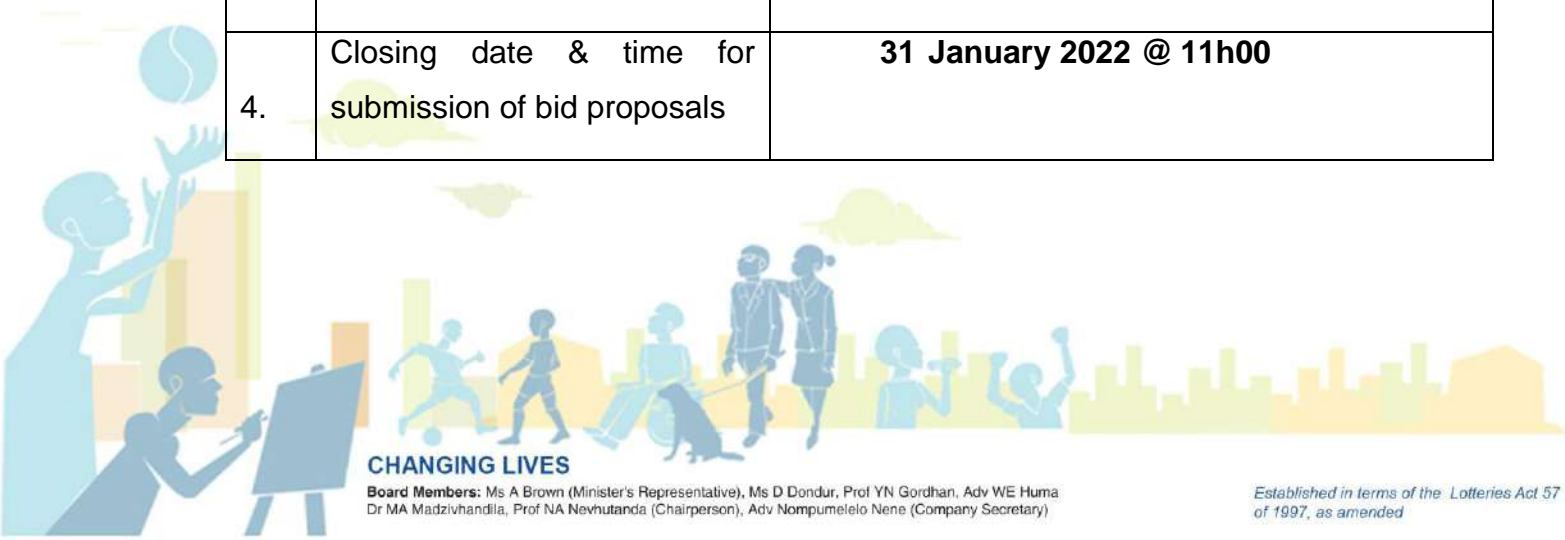 Closing date & time for
31 January 2022 @ 11h00
4.
submission of bid proposals
CHANGING LIVES
Board Members: Ms A Brown (Minister's Representative), Ms D Dondur, Prof YN Gordhan, Adv WE Huma
Dr MA Madzivhandila, Prof NA Nevhutanda (Chairperson), Adv Nompumelelo Nene (Company Secretary)
Established in terms of the Lotteries Act 57
of 1997, as amended